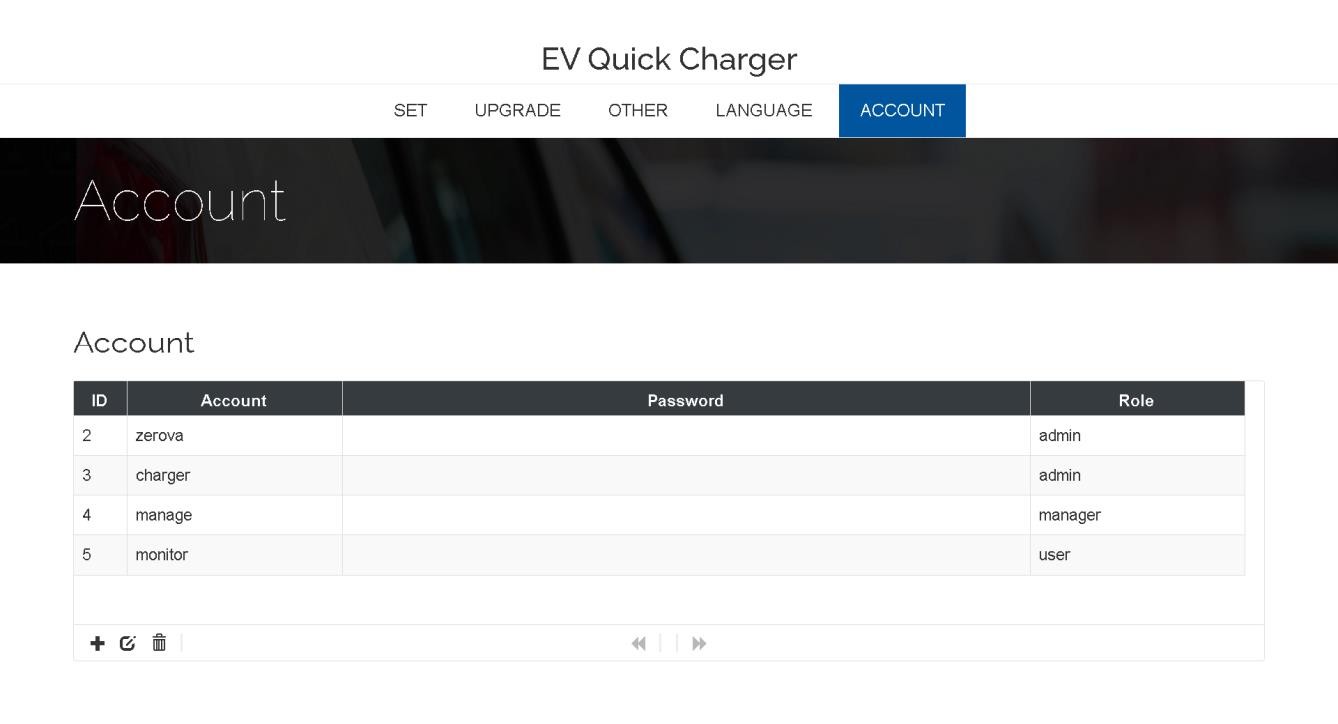 EV Quick Charger
SET UPGRADE OTHER LANGUAGE ACCOUNT
Account
Account
ID Account Password Role
2 zerova admin
3 charger admin
4 manage manager
5 monitor user